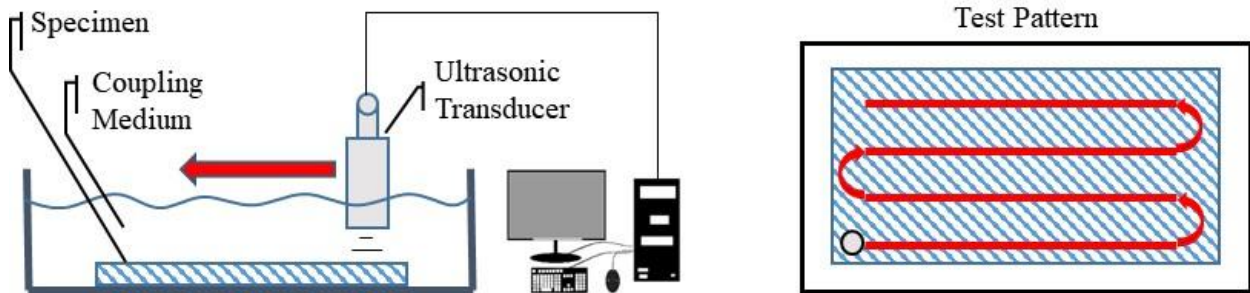 Specimen
Coupling
Medium
Ultrasonic
Transducer
Test Pattern